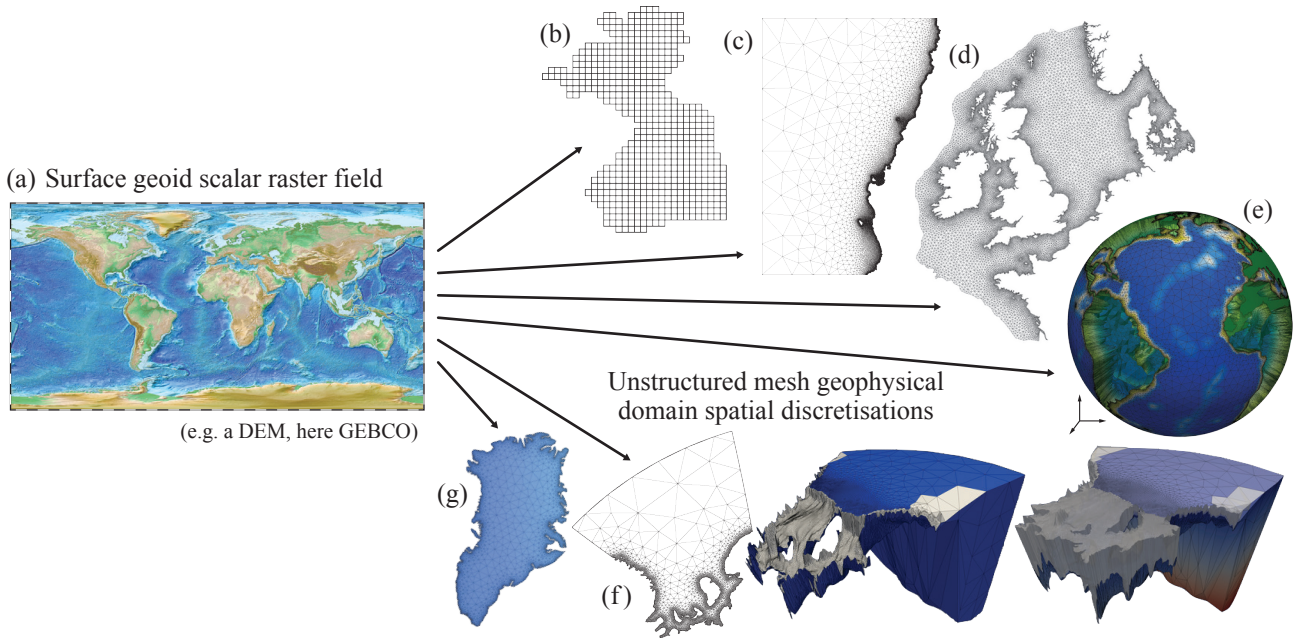 (a) Surface geoid scalar raster field
(e.g. a DEM, here GEBCO)
(b)
(c)
(d)
(e)
Unstructured mesh geophysical
domain spatial discretisations
(g)
(f)